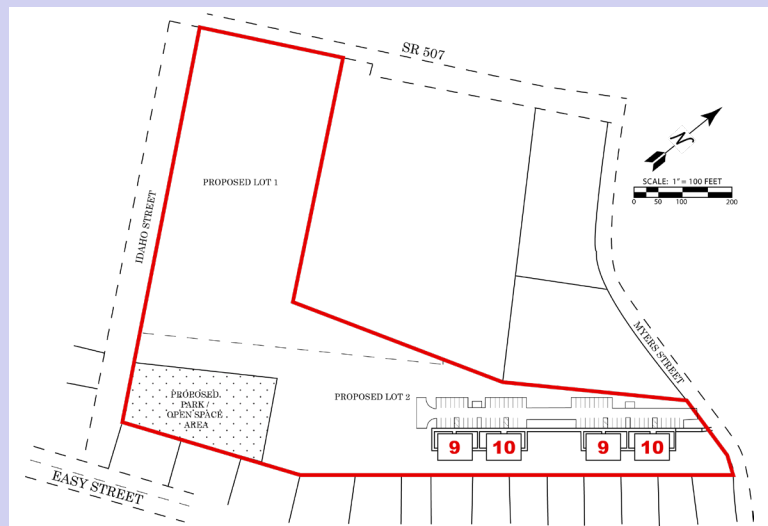 SR 507
N
SCALE: 1" = 100 FEET
0 50 100 200
PROPOSED LOT 1
IDAHO STREET
MYERS STREET
PROPOSED
PARK /
OPEN SPACE
AREA
PROPOSED LOT 2
9 10 9 10
EASY STREET